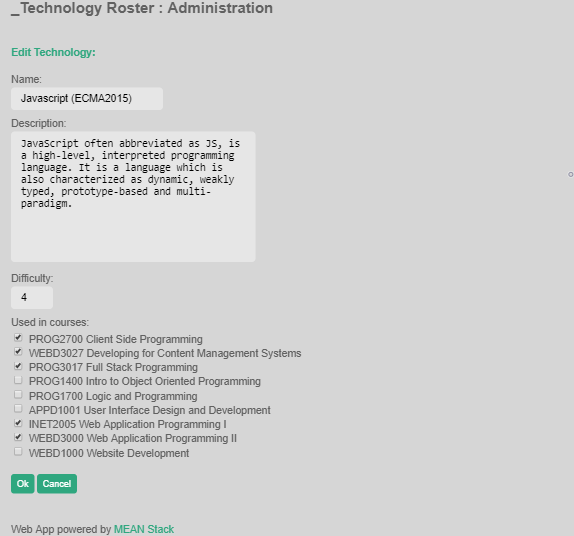 _Technology Roster : Administration
Edit Technology:
Name:
Javascript (ECMA2015)
Description:
JavaScript often abbreviated as JS, is
a high-level, interpreted programming
language. It is a language which is
also characterized as dynamic, weakly
typed, prototype-based and multi-
paradigm.
Difficulty:
4
Used in courses:
PROG2700 Client Side Programming
WEBD3027 Developing for Content Management Systems
PROG3017 Full Stack Programming
PROG1400 Intro to Object Oriented Programming
PROG1700 Logic and Programming
APPD1001 User Interface Design and Development
INET2005 Web Application Programming I
WEBD3000 Web Application Programming II
WEBD1000 Website Development
Ok Cancel
Web App powered by MEAN Stack